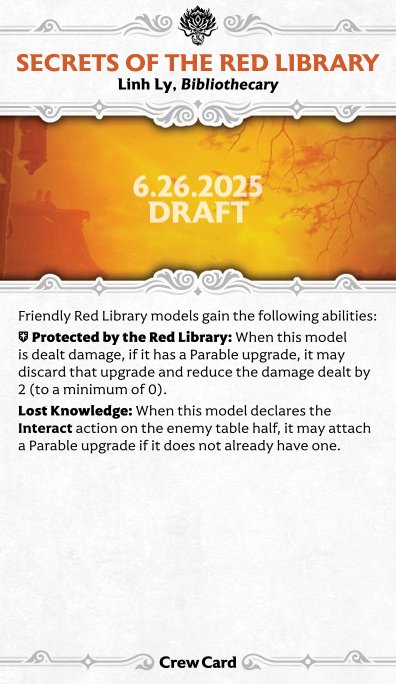 SECRETS OF THE RED LIBRARY
Linh Ly, Bibliothecary
6.26.2025
DRAFT
Friendly Red Library models gain the following abilities:
Protected by the Red Library: When this model
is dealt damage, if it has a Parable upgrade, it may
discard that upgrade and reduce the damage dealt by
2 (to a minimum of 0).
Lost Knowledge: When this model declares the
Interact action on the enemy table half, it may attach
a Parable upgrade if it does not already have one.
Crew Card